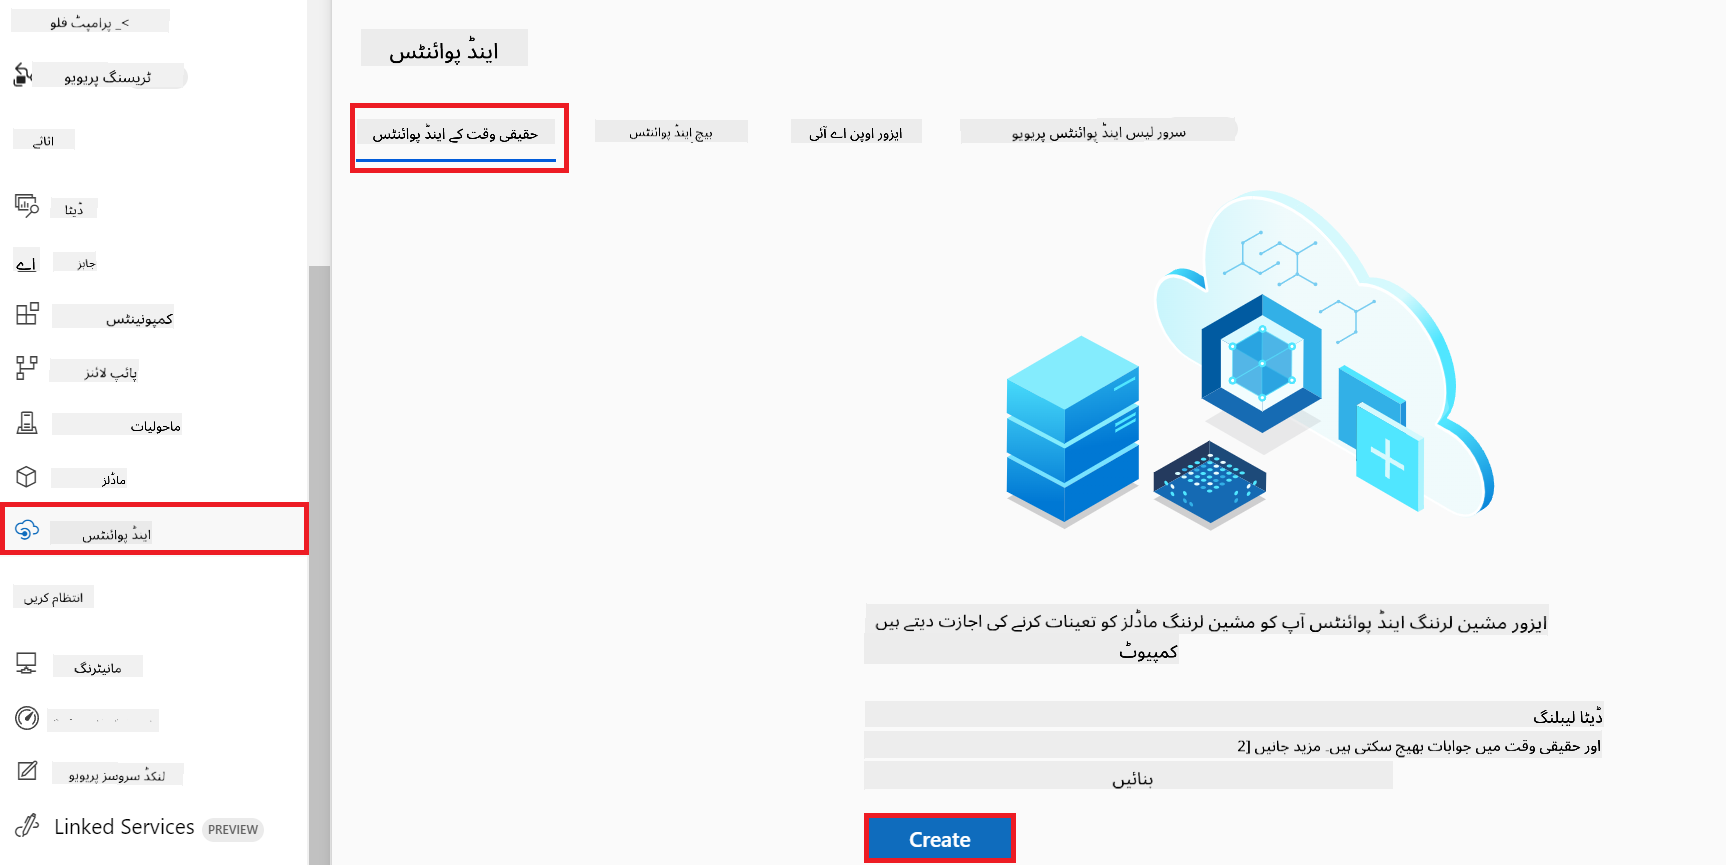 پرامپٹ فلو _<
ٹریسنگ پریویو
اثاثے
ڈیٹا
اے جابز
کمپونینٹس
پائپ لائنز
ماحولیات
ماڈلز
اینڈ پوائنٹس
انتظام کریں
مانیٹرنگ
لنکڈ سروسز پریویو
Linked Services PREVIEW
اینڈ پوائنٹس
حقیقی وقت کے اینڈ پوائنٹس
بیچ اینڈ پوائنٹس
ایزور اوپن اے آئی
سرور لیس اینڈ پوائنٹس پریویو
ایزور مشین لرننگ اینڈ پوائنٹس آپ کو مشین لرننگ ماڈلز کو تعینات کرنے کی اجازت دیتے ہیں
کمپیوٹ
ڈیٹا لیبلنگ
اور حقیقی وقت میں جوابات بھیج سکتی ہیں۔ مزید جانیں [2
بنائیں
Create